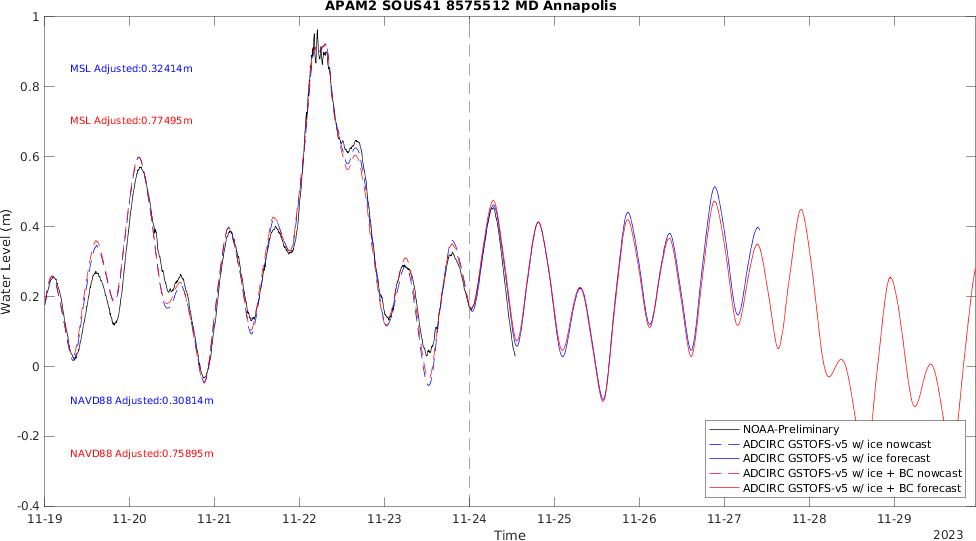 APAM2 SOUS41 8575512 MD Annapolis
1
0.8
0.6
0.4
0.2
0
-0.2
-0.4
Water Level (m)
MSL Adjusted:0.32414m
MSL Adjusted:0.77495m
NAVD88 Adjusted:0.30814m
NAVD88 Adjusted:0.75895m
NOAA-Preliminary
ADCIRC GSTOFS-v5 w/ ice nowcast
ADCIRC GSTOFS-v5 w/ ice forecast
ADCIRC GSTOFS-v5 w/ ice + BC nowcast
ADCIRC GSTOFS-v5 w/ ice + BC forecast
11-19 11-20 11-21 11-22 11-23 11-24 11-25 11-26 11-27 11-28 11-29
Time
2023